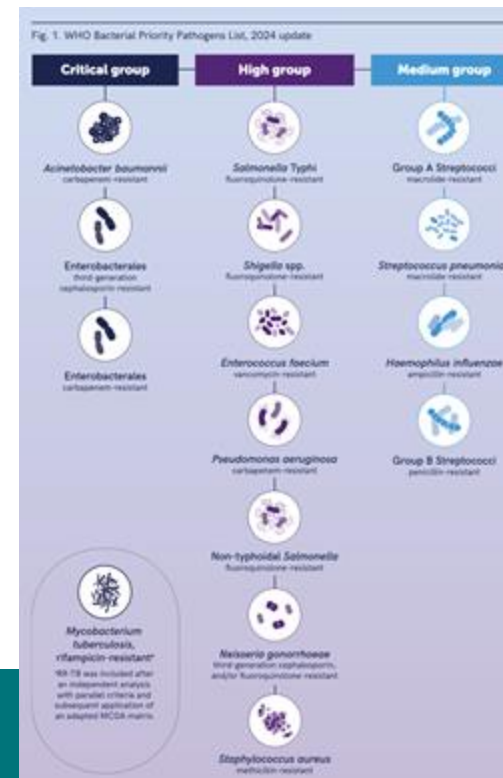 Fig. 1. WHO Bacterial Priority Pathogens List, 2024 update
Critical group
Acinetobacter baumannii
carbapenem-resistant
Enterobacterales
third-generation
cephalosporin-resistant
Enterobacterales
carbapenem-resistant
Mycobacterium
tuberculosis,
rifampicin-resistant*
*RR-TB was included after
an independent analysis
with parallel criteria and
subsequent application of
an adapted MCDA matrix
High group
Salmonella Typhi
fluoroquinolone-resistant
Shigella spp.
fluoroquinolone-resistant
Enterococcus faecium
vancomycin-resistant
Pseudomonas aeruginosa
carbapenem-resistant
Non-typhoidal Salmonella
fluoroquinolone-resistant
Neisseria gonorrhoeae
third-generation cephalosporin,
and/or fluoroquinolone-resistant
Staphylococcus aureus
methicillin-resistant
Medium group
Group A Streptococci
macrolide-resistant
Streptococcus pneumonia
macrolide-resistant
Haemophilus influenzae
ampicillin-resistant
Group B Streptococci
penicillin-resistant